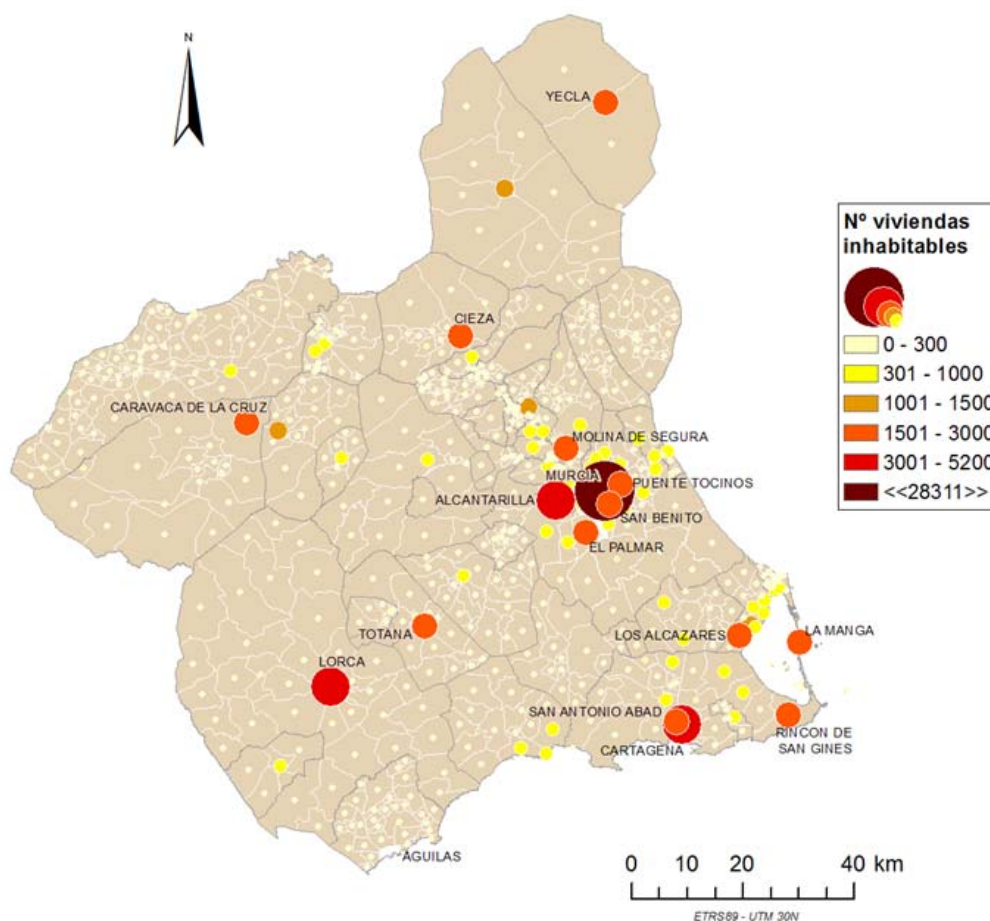 N
YECLA
CIEZA
CARAVACA DE LA CRUZ
MOLINA DE SEGURA
MURCIA
PUENTE TOCINOS
ALCANTARILLA
SAN BENITO
EL PALMAR
TOTANA
LOS ALCAZARES
LA MANGA
LORCA
SAN ANTONIO ABAD
CARTAGENA
RINCON DE
SAN GINES
AGUILAS
Nº viviendas
inhabitables
0 - 300
301 - 1000
1001 - 1500
1501 - 3000
3001 - 5200
<<28311>>
0 10 20 40 km
ETRS89 - UTM 30N